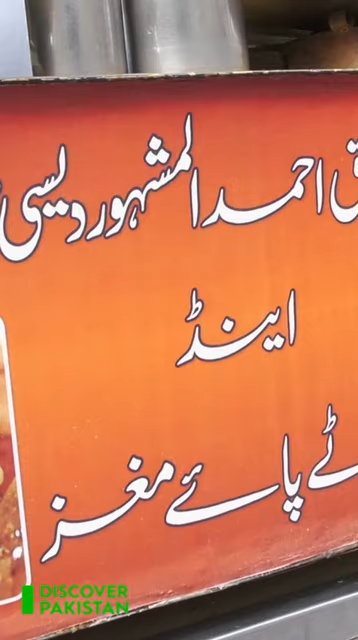 احمد المشہور دیسی
اینڈ
پائے مغز
DISCOVER
PAKISTAN